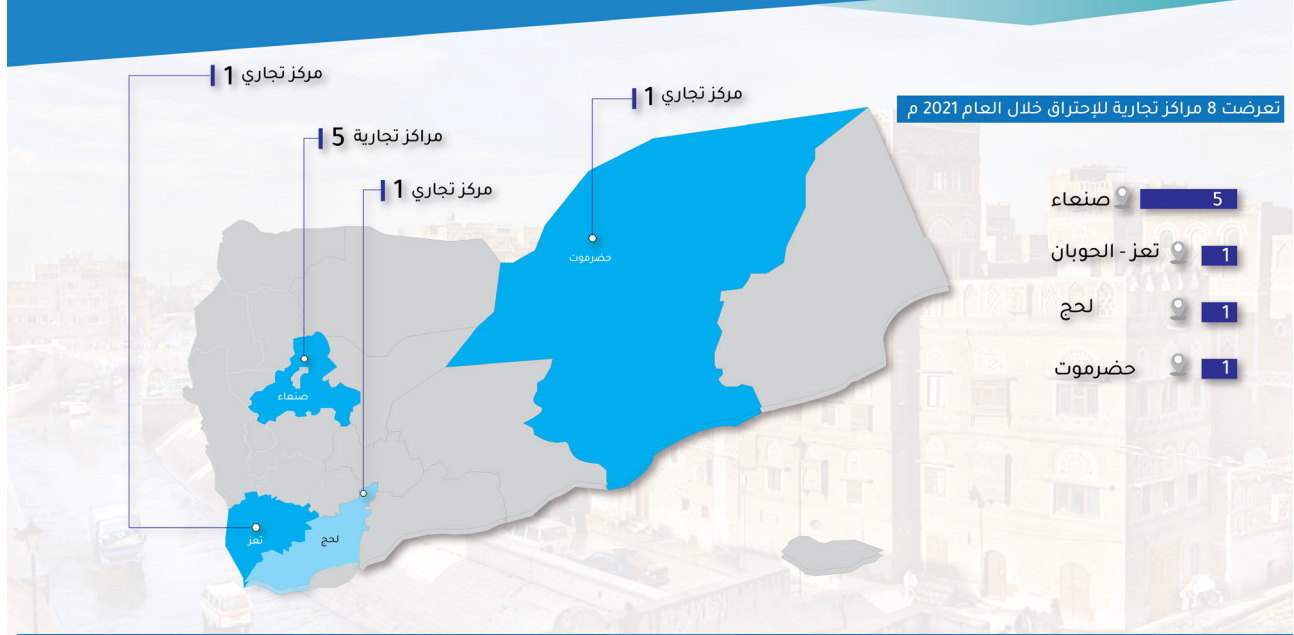 تعرضت 8 مراكز تجارية للإحتراق خلال العام 2021 م
صنعاء 5
تعز - الحوبان 1
لحج 1
حضرموت 1
مركز تجاري 1
مركز تجاري 1
مراكز تجارية 5
مركز تجاري 1
حضرموت
صنعاء
تعز
لحج